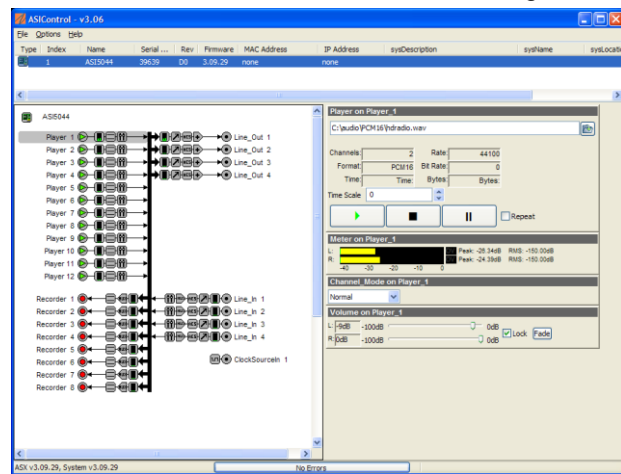 ASIControl - v3.06
File Options Help
Type Index Name Serial ... Rev Firmware MAC Address IP Address sysDescription sysName sysLocati
1 ASI5044 39639 D0 3.09.29 none none
ASI5044
Player 1 Line_Out 1
Player 2 Line_Out 2
Player 3 Line_Out 3
Player 4 Line_Out 4
Player 5
Player 6
Player 7
Player 8
Player 9
Player 10
Player 11
Player 12
Recorder 1 Line_In 1
Recorder 2 Line_In 2
Recorder 3 Line_In 3
Recorder 4 Line_In 4
Recorder 5
Recorder 6 ClockSourceIn 1
Recorder 7
Recorder 8
Player on Player_1
C:\audio\PCM16\hdradio.wav
Channels: 2 Rate: 44100
Format: PCM16 Bit Rate: 0
Time: Time: Bytes: Bytes:
Time Scale 0
Repeat
Meter on Player_1
L: Peak: -26.34dB RMS: -150.00dB
R: Peak: -24.39dB RMS: -150.00dB
-40 -30 -20 -10 0
Channel_Mode on Player_1
Normal
Volume on Player_1
L: -9dB -100dB 0dB
Lock Fade
R: 0dB -100dB 0dB
ASX v3.09.29, System v3.09.29 No Errors